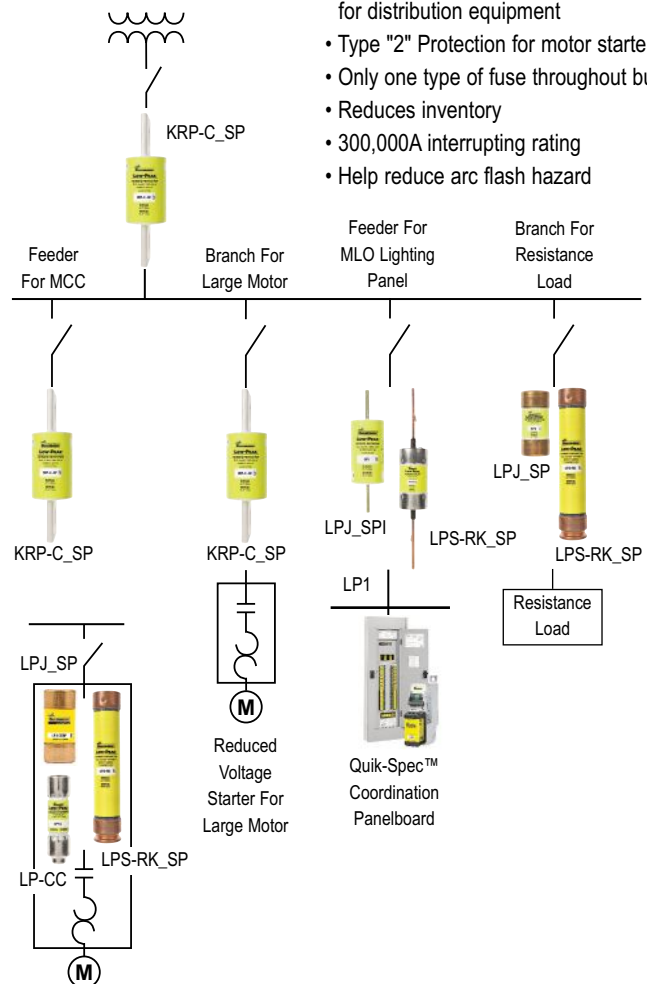 for distribution equipment
• Type "2" Protection for motor starte
• Only one type of fuse throughout bu
• Reduces inventory
• 300,000A interrupting rating
• Help reduce arc flash hazard
KRP-C_SP
Feeder
For MCC
Branch For
Large Motor
Feeder For
MLO Lighting
Panel
Branch For
Resistance
Load
KRP-C_SP
KRP-C_SP
LPJ_SPI
LPS-RK_SP
LPJ_SP
LPS-RK_SP
LP1
Resistance
Load
LPJ_SP
LPS-RK_SP
LP-CC
M
M
Reduced
Voltage
Starter For
Large Motor
Quik-Spec™
Coordination
Panelboard